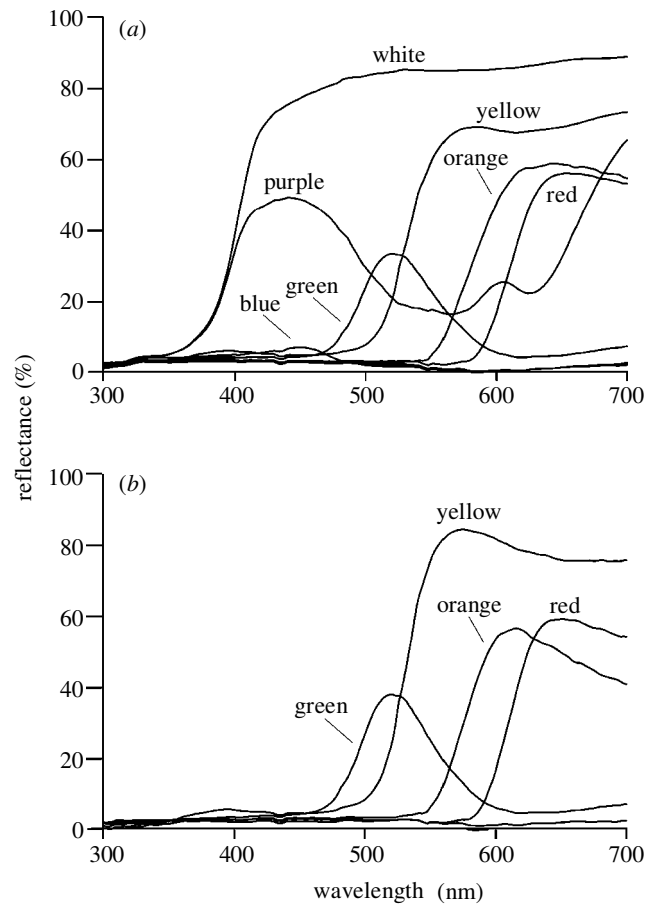 100
(a)
white
80
yellow
orange
60
purple
red
40
green
blue
20
0
300
400
500
600
700
reflectance (%)
100
(b)
yellow
80
orange
red
60
green
40
20
0
300
400
500
600
700
wavelength (nm)